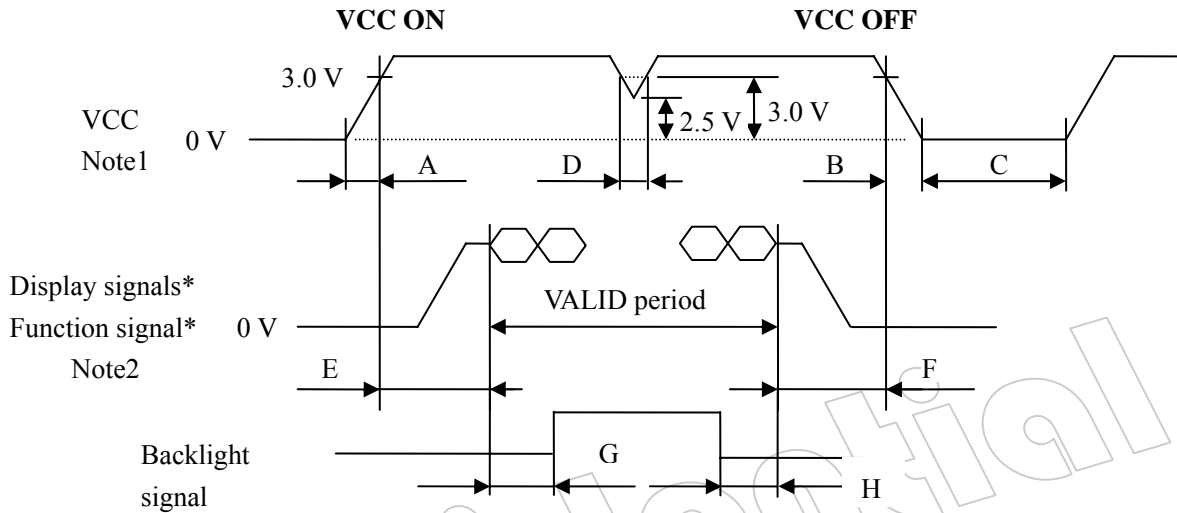 VCC ON
VCC OFF
3.0 V
2.5 V
3.0 V
VCC
Note1
0 V
A
D
B
C
Display signals*
Function signal*
Note2
0 V
VALID period
E
F
Backlight
signal
G
H